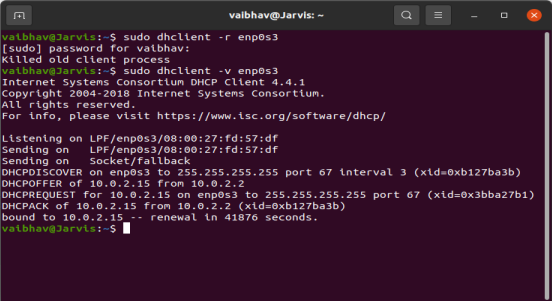 vaibhav@Jarvis: ~
vaibhav@Jarvis:~$ sudo dhclient -r enp0s3
[sudo] password for vaibhav:
Killed old client process
vaibhav@Jarvis:~$ sudo dhclient -v enp0s3
Internet Systems Consortium DHCP Client 4.4.1
Copyright 2004-2018 Internet Systems Consortium.
All rights reserved.
For info, please visit https://www.isc.org/software/dhcp/
Listening on LPF/enp0s3/08:00:27:fd:57:df
Sending on   LPF/enp0s3/08:00:27:fd:57:df
Sending on   Socket/fallback
DHCPDISCOVER on enp0s3 to 255.255.255.255 port 67 interval 3 (xid=0xb127ba3b)
DHCPOFFER of 10.0.2.15 from 10.0.2.2
DHCPREQUEST for 10.0.2.15 on enp0s3 to 255.255.255.255 port 67 (xid=0x3bba27b1)
DHCPACK of 10.0.2.15 from 10.0.2.2 (xid=0xb127ba3b)
bound to 10.0.2.15 -- renewal in 41876 seconds.
vaibhav@Jarvis:~$